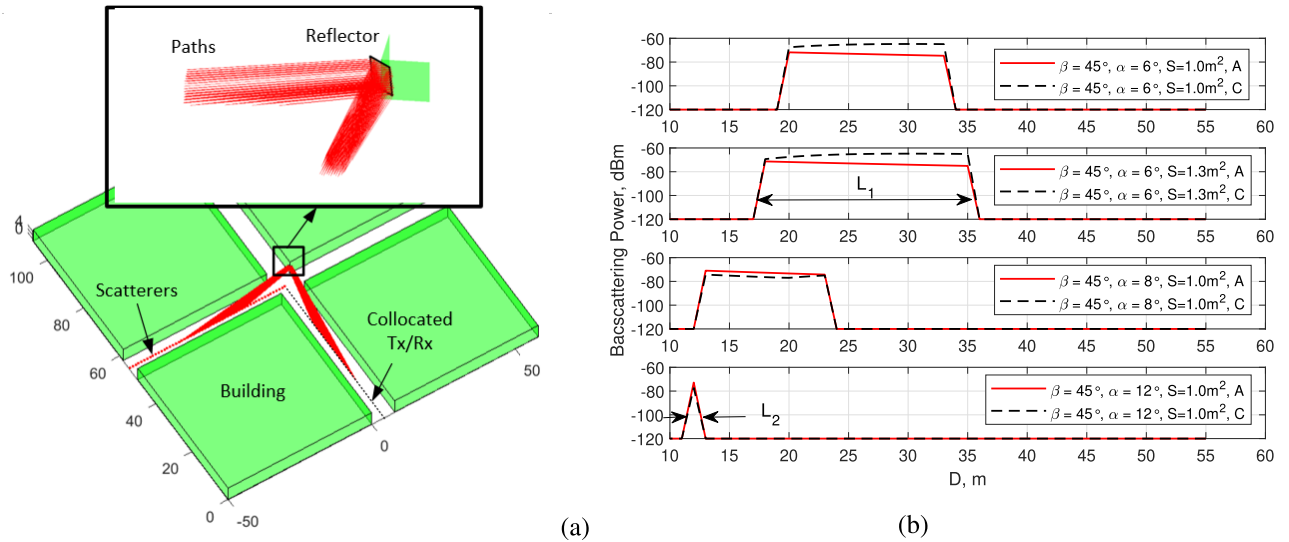 Paths
Reflector
Scatterers
Collocated
Tx/Rx
Building
100
80
60
40
20
0
-50
0
50
(a)
Bacscattering Power, dBm
-60
-80
-100
-120
10 15 20 25 30 35 40 45 50 55 60
β = 45°, α = 6°, S=1.0m², A
β = 45°, α = 6°, S=1.0m², C
-60
-80
-100
-120
10 15 20 25 30 35 40 45 50 55 60
L₁
β = 45°, α = 6°, S=1.3m², A
β = 45°, α = 6°, S=1.3m², C
-60
-80
-100
-120
10 15 20 25 30 35 40 45 50 55 60
β = 45°, α = 8°, S=1.0m², A
β = 45°, α = 8°, S=1.0m², C
-60
-80
-100
-120
10 15 20 25 30 35 40 45 50 55 60
L₂
β = 45°, α = 12°, S=1.0m², A
β = 45°, α = 12°, S=1.0m², C
D, m
(b)